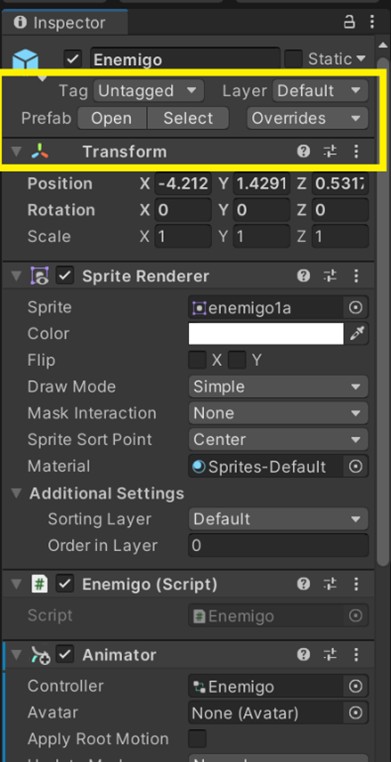 Inspector
Enemigo Static
Tag Untagged Layer Default
Prefab Open Select Overrides
Transform
Position X -4.212 Y 1.4291 Z 0.5317
Rotation X 0 Y 0 Z 0
Scale X 1 Y 1 Z 1
Sprite Renderer
Sprite enemigo1a
Color
Flip X Y
Draw Mode Simple
Mask Interaction None
Sprite Sort Point Center
Material Sprites-Default
Additional Settings
Sorting Layer Default
Order in Layer 0
# Enemigo (Script)
Script Enemigo
Animator
Controller Enemigo
Avatar None (Avatar)
Apply Root Motion